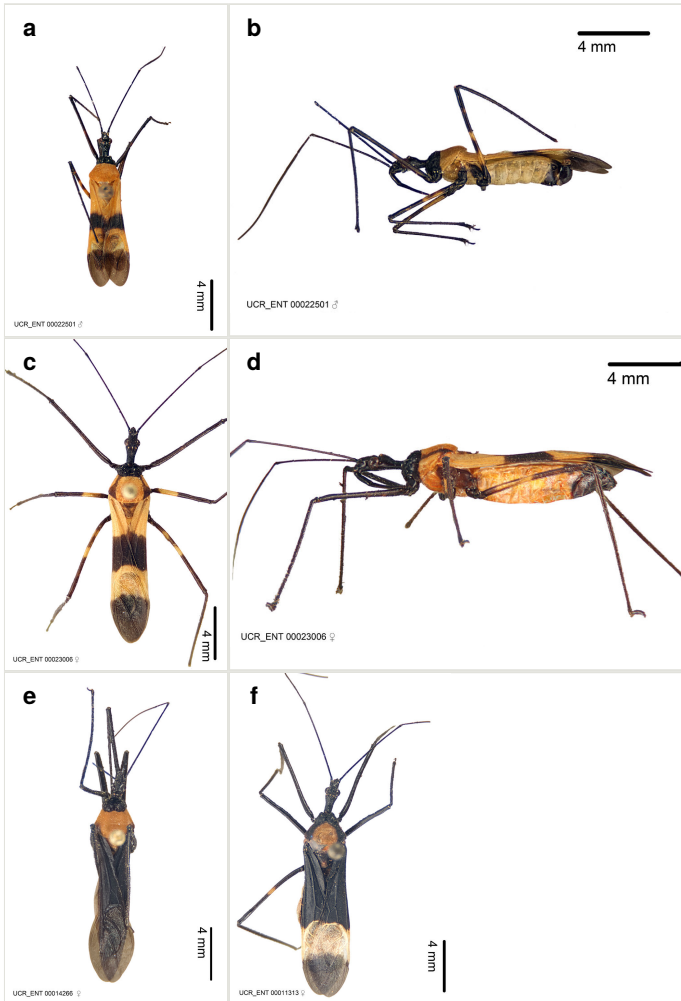 a
4 mm
UCR_ENT 00022501 ♂
b
4 mm
UCR_ENT 00022501 ♂
c
4 mm
UCR_ENT 00023006 ♀
d
4 mm
UCR_ENT 00023006 ♀
e
4 mm
UCR_ENT 00014266 ♀
f
4 mm
UCR_ENT 00011313 ♀